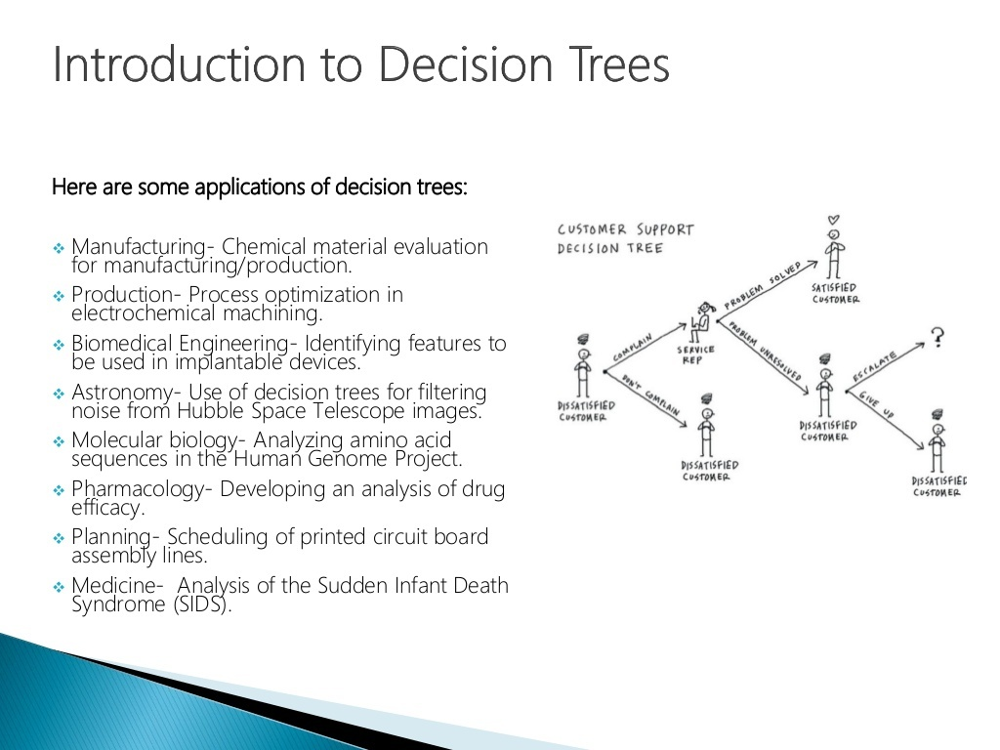 Introduction to Decision Trees
Here are some applications of decision trees:
Manufacturing- Chemical material evaluation
for manufacturing/production.
Production- Process optimization in
electrochemical machining.
Biomedical Engineering- Identifying features to
be used in implantable devices.
Astronomy- Use of decision trees for filtering
noise from Hubble Space Telescope images.
Molecular biology- Analyzing amino acid
sequences in the Human Genome Project.
Pharmacology- Developing an analysis of drug
efficacy.
Planning- Scheduling of printed circuit board
assembly lines.
Medicine-  Analysis of the Sudden Infant Death
Syndrome (SIDS).
CUSTOMER SUPPORT
DECISION TREE
DISSATISFIED
CUSTOMER
COMPLAIN
DON'T COMPLAIN
SERVICE
REP
DISSATISFIED
CUSTOMER
PROBLEM SOLVED
PROBLEM UNRESOLVED
SATISFIED
CUSTOMER
DISSATISFIED
CUSTOMER
ESCALATE
GIVE UP
?
DISSATISFIED
CUSTOMER